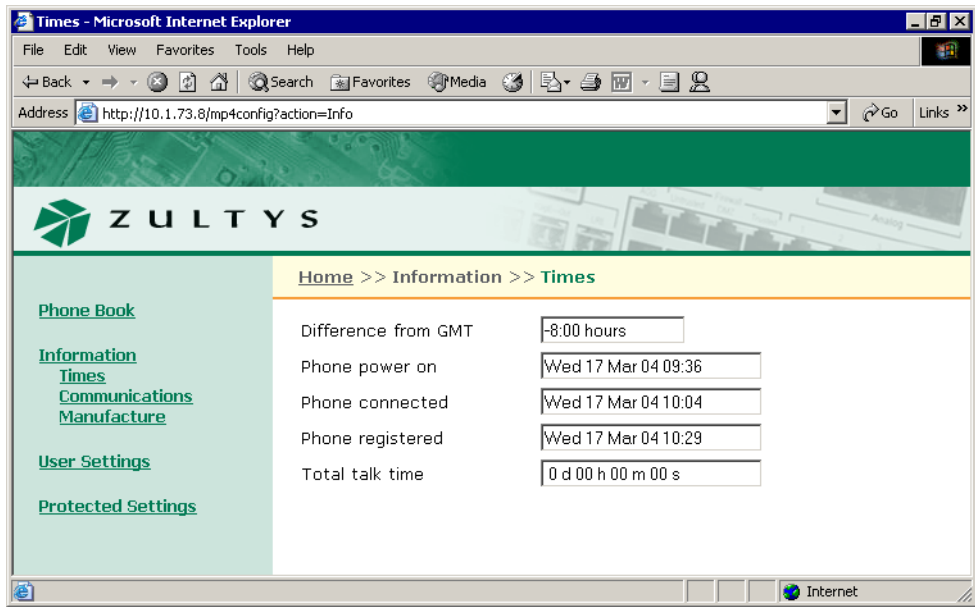 Times - Microsoft Internet Explorer
File Edit View Favorites Tools Help
Back Search Favorites Media
Address http://10.1.73.8/mp4config?action=Info Go Links »
ZULTYS
Home >> Information >> Times
Phone Book
Information
Times
Communications
Manufacture
User Settings
Protected Settings
Difference from GMT -8:00 hours
Phone power on Wed 17 Mar 04 09:36
Phone connected Wed 17 Mar 04 10:04
Phone registered Wed 17 Mar 04 10:29
Total talk time 0 d 00 h 00 m 00 s
Internet